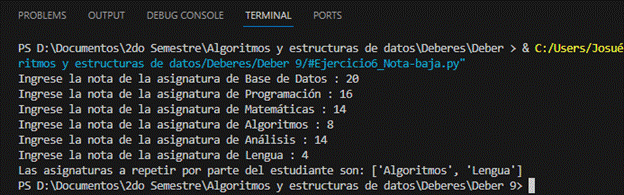 PROBLEMS OUTPUT DEBUG CONSOLE TERMINAL PORTS
PS D:\Documentos\2do Semestre\Algoritmos y estructuras de datos\Deberes\Deber > & C:/Users/Josué
ritmos y estructuras de datos/Deberes/Deber 9/#Ejercicio6_Nota-baja.py"
Ingrese la nota de la asignatura de Base de Datos : 20
Ingrese la nota de la asignatura de Programación : 16
Ingrese la nota de la asignatura de Matemáticas : 14
Ingrese la nota de la asignatura de Algoritmos : 8
Ingrese la nota de la asignatura de Análisis : 14
Ingrese la nota de la asignatura de Lengua : 4
Las asignaturas a repetir por parte del estudiante son: ['Algoritmos', 'Lengua']
PS D:\Documentos\2do Semestre\Algoritmos y estructuras de datos\Deberes\Deber 9>